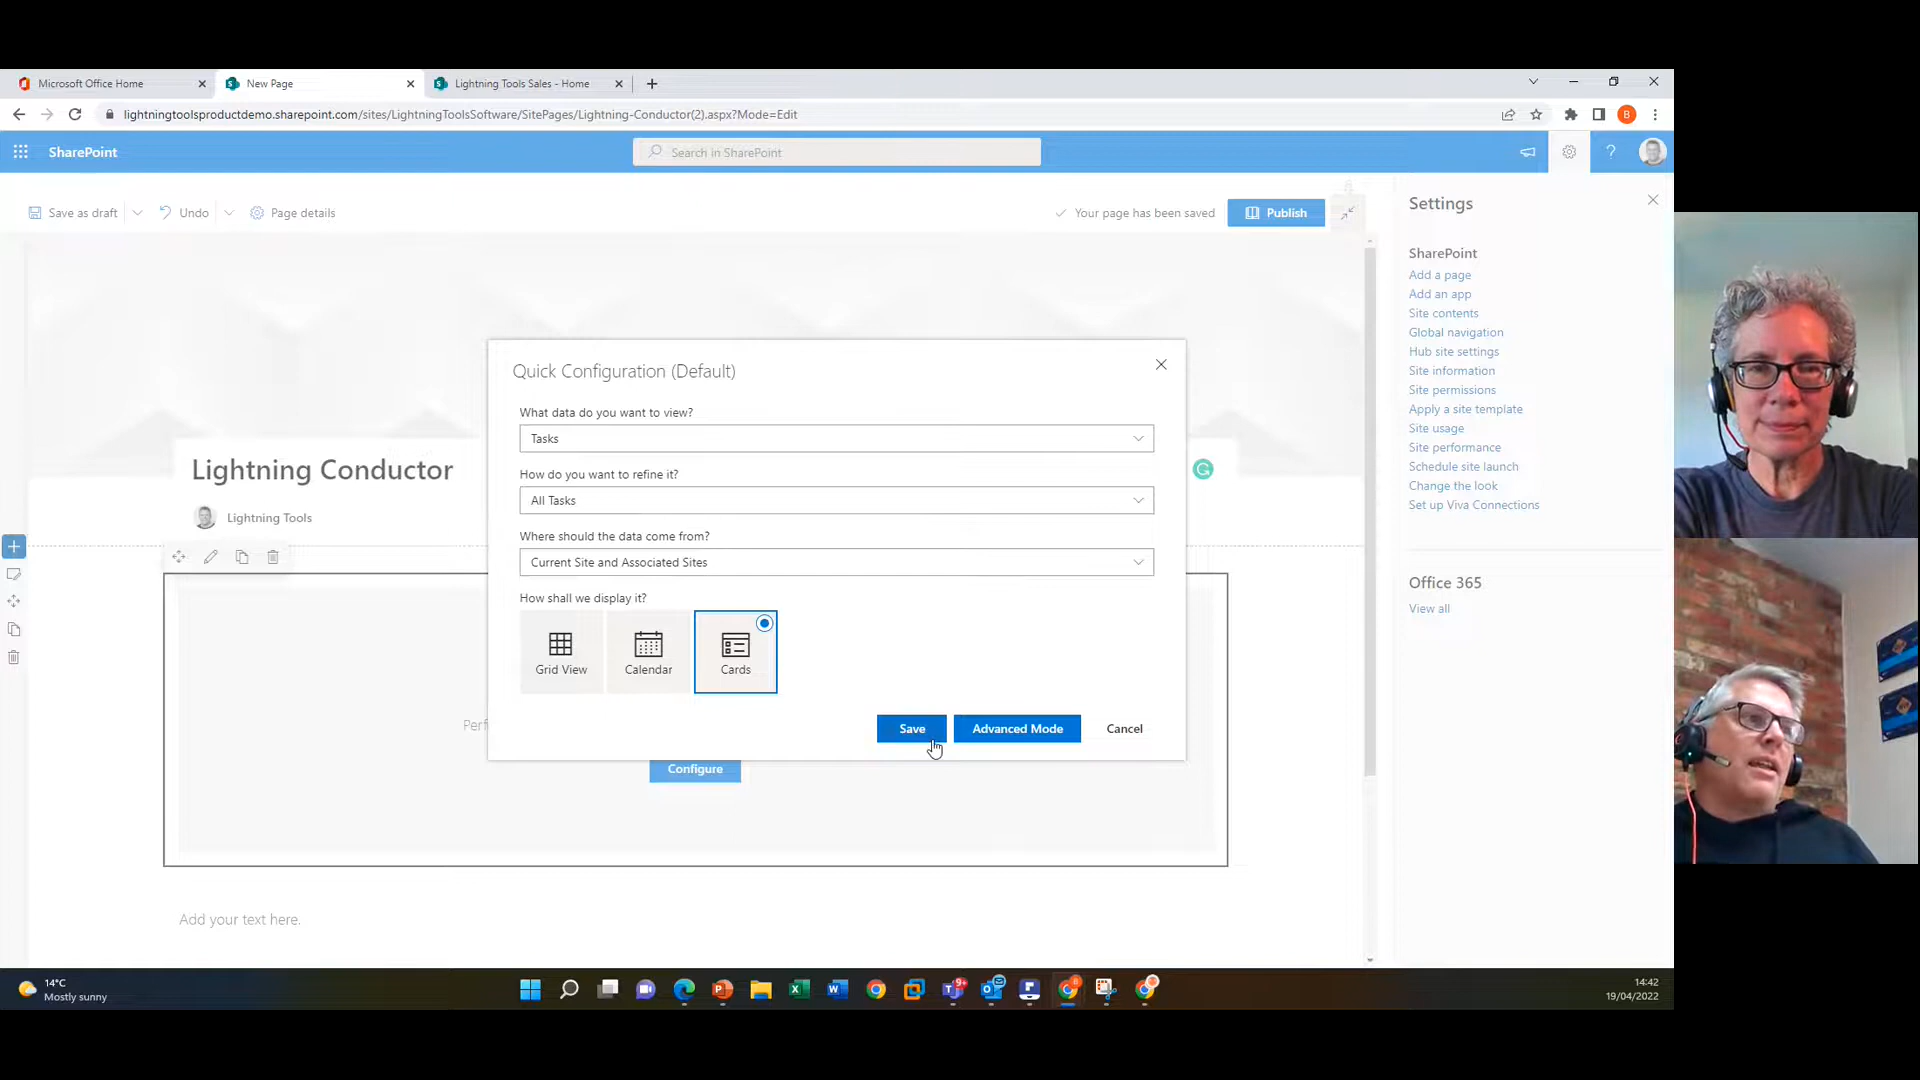 Microsoft Office Home
New Page
Lightning Tools Sales - Home
lightningtoolsproductdemo.sharepoint.com/sites/LightningToolsSoftware/SitePages/Lightning-Conductor(2).aspx?Mode=Edit
B
SharePoint
Search in SharePoint
?
Save as draft
Undo
Page details
Your page has been saved
Publish
Lightning Conductor
Lightning Tools
Quick Configuration (Default)
What data do you want to view?
Tasks
How do you want to refine it?
All Tasks
Where should the data come from?
Current Site and Associated Sites
How shall we display it?
Grid View
Calendar
Cards
Save
Advanced Mode
Cancel
Configure
Add your text here.
Settings
SharePoint
Add a page
Add an app
Site contents
Global navigation
Hub site settings
Site information
Site permissions
Apply a site template
Site usage
Site performance
Schedule site launch
Change the look
Set up Viva Connections
Office 365
View all
14°C
Mostly sunny
14:42
19/04/2022